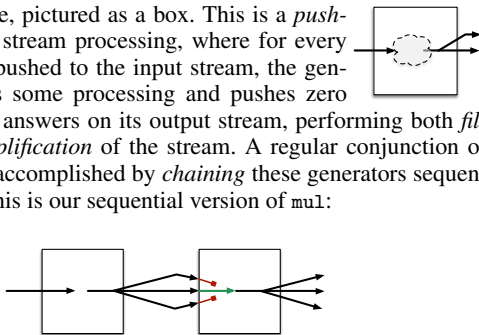 e, pictured as a box. This is a push-
stream processing, where for every
pushed to the input stream, the gen-
s some processing and pushes zero
answers on its output stream, performing both fil
plification of the stream. A regular conjunction o
accomplished by chaining these generators sequen
his is our sequential version of mul: